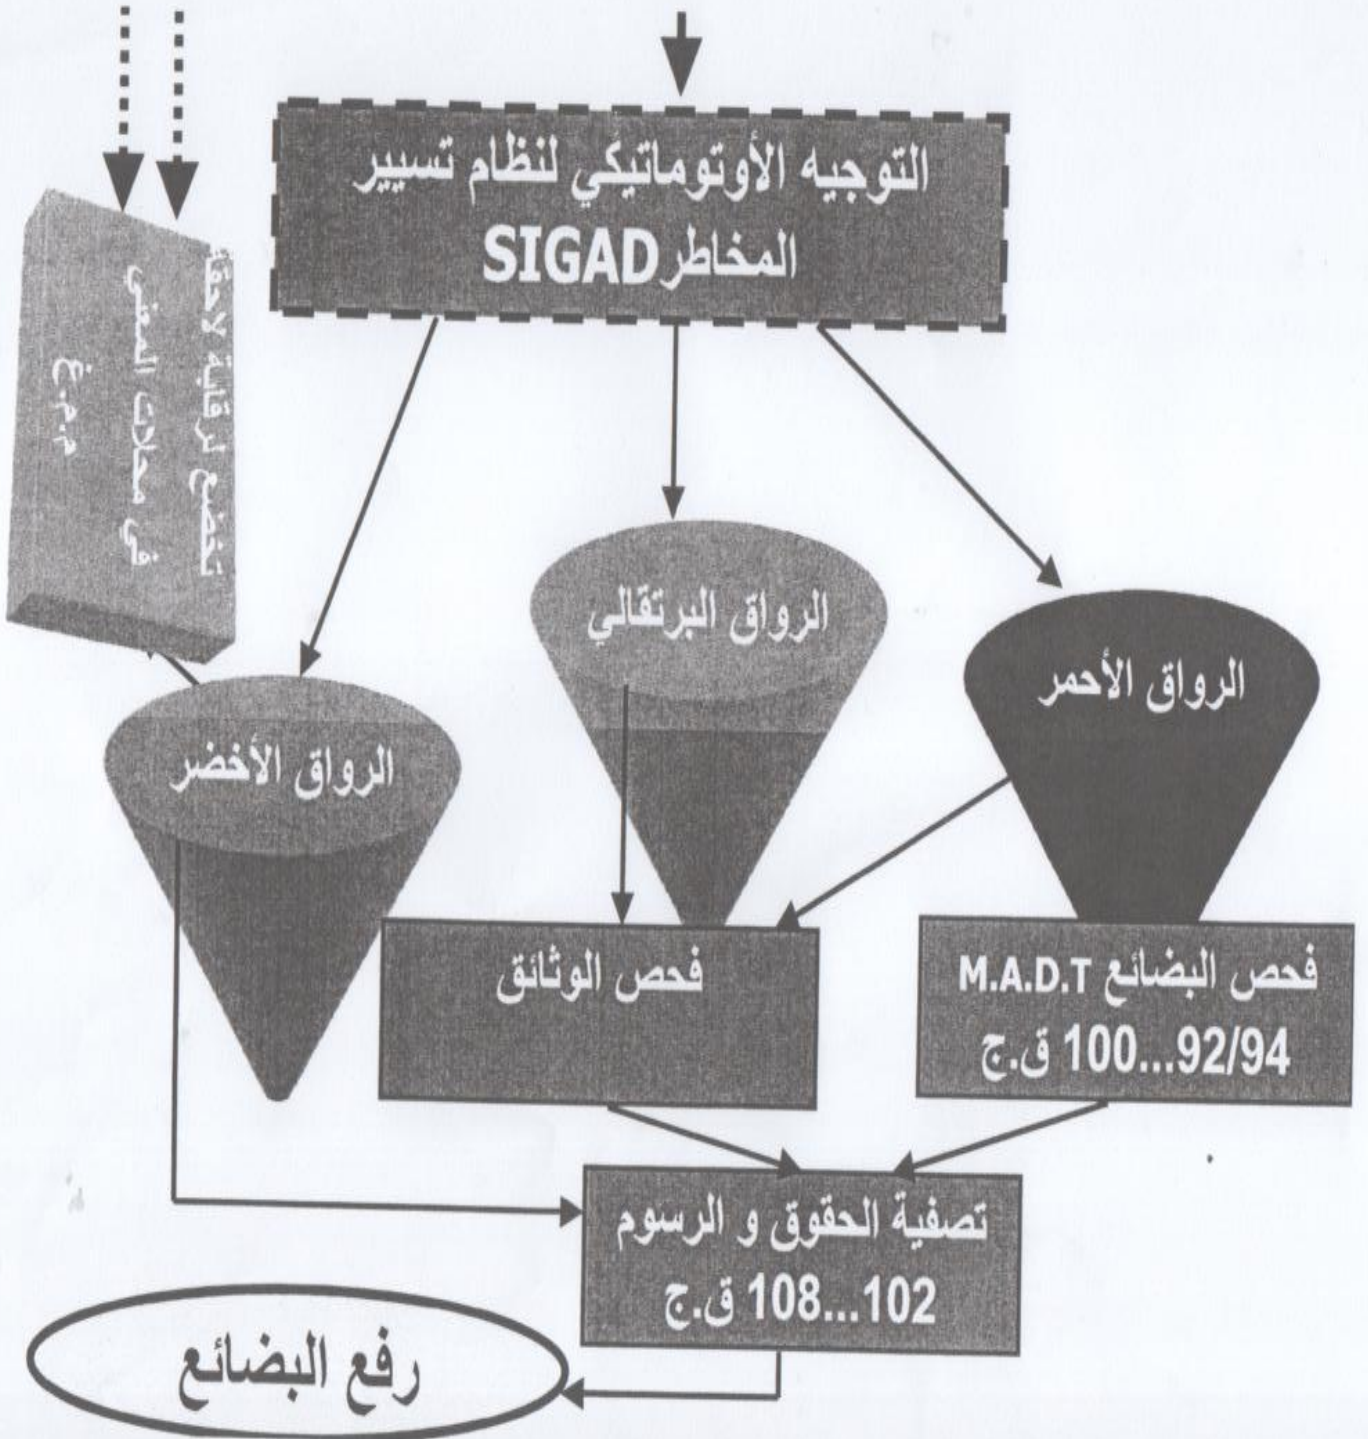 التوجيه الأوتوماتيكي لنظام تسيير
المخاطر SIGAD
تخضع لرقابة لاحقة
في محلات المعني
م.م.غ
الرواق البرتقالي
الرواق الأحمر
الرواق الأخضر
فحص الوثائق
فحص البضائع M.A.D.T
92/94...100 ق.ج
تصفية الحقوق و الرسوم
102...108 ق.ج
رفع البضائع